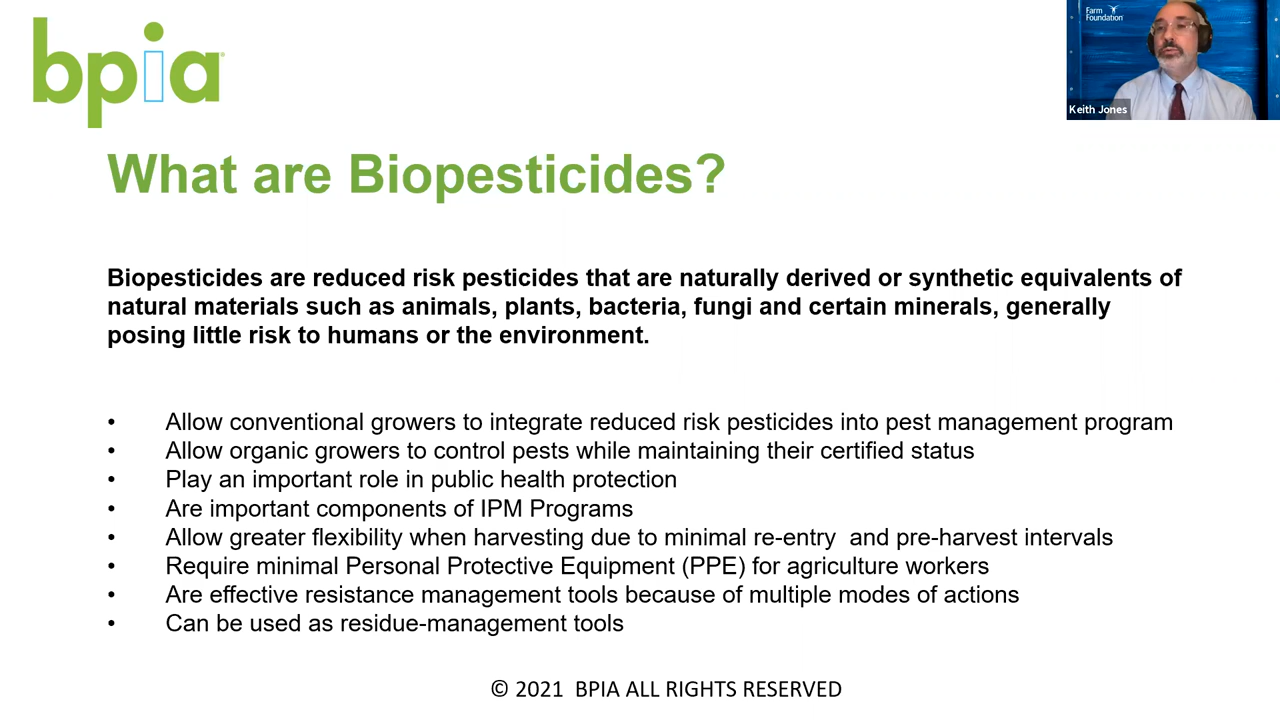 bpia
Farm
Foundation
Keith Jones
What are Biopesticides?
Biopesticides are reduced risk pesticides that are naturally derived or synthetic equivalents of
natural materials such as animals, plants, bacteria, fungi and certain minerals, generally
posing little risk to humans or the environment.
• Allow conventional growers to integrate reduced risk pesticides into pest management program
• Allow organic growers to control pests while maintaining their certified status
• Play an important role in public health protection
• Are important components of IPM Programs
• Allow greater flexibility when harvesting due to minimal re-entry  and pre-harvest intervals
• Require minimal Personal Protective Equipment (PPE) for agriculture workers
• Are effective resistance management tools because of multiple modes of actions
• Can be used as residue-management tools
© 2021  BPIA ALL RIGHTS RESERVED